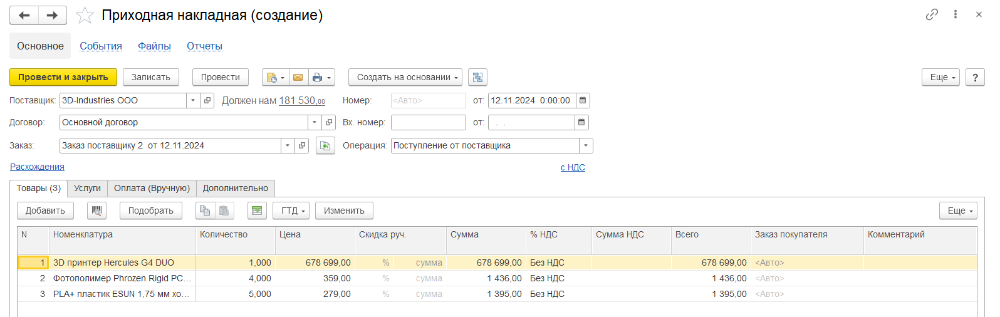 Приходная накладная (создание)
Основное События Файлы Отчеты
Провести и закрыть Записать Провести Создать на основании Еще ?
Поставщик: 3D-Industries ООО Должен нам 181 530,00 Номер: <Авто> от: 12.11.2024 0:00:00
Договор: Основной договор Вх. номер: от: . .
Заказ: Заказ поставщику 2 от 12.11.2024 Операция: Поступление от поставщика
Расхождения с НДС
Товары (3) Услуги Оплата (Вручную) Дополнительно
Добавить Подобрать ГТД Изменить Еще
N Номенклатура Количество Цена Скидка руч. Сумма % НДС Сумма НДС Всего Заказ покупателя Комментарий
1 3D принтер Hercules G4 DUO 1,000 678 699,00 % сумма 678 699,00 Без НДС 678 699,00 <Авто>
2 Фотополимер Phrozen Rigid PC... 4,000 359,00 % сумма 1 436,00 Без НДС 1 436,00 <Авто>
3 PLA+ пластик ESUN 1,75 мм хо... 5,000 279,00 % сумма 1 395,00 Без НДС 1 395,00 <Авто>